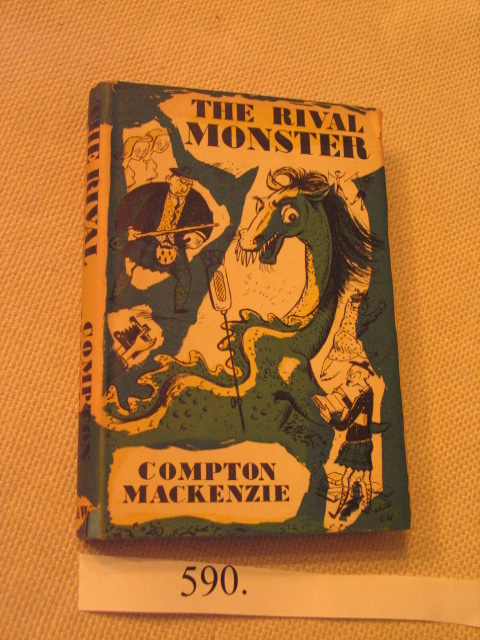 THE RIVAL
MONSTER
COMPTON
MACKENZIE
THE RIVAL
COMPTON
590.